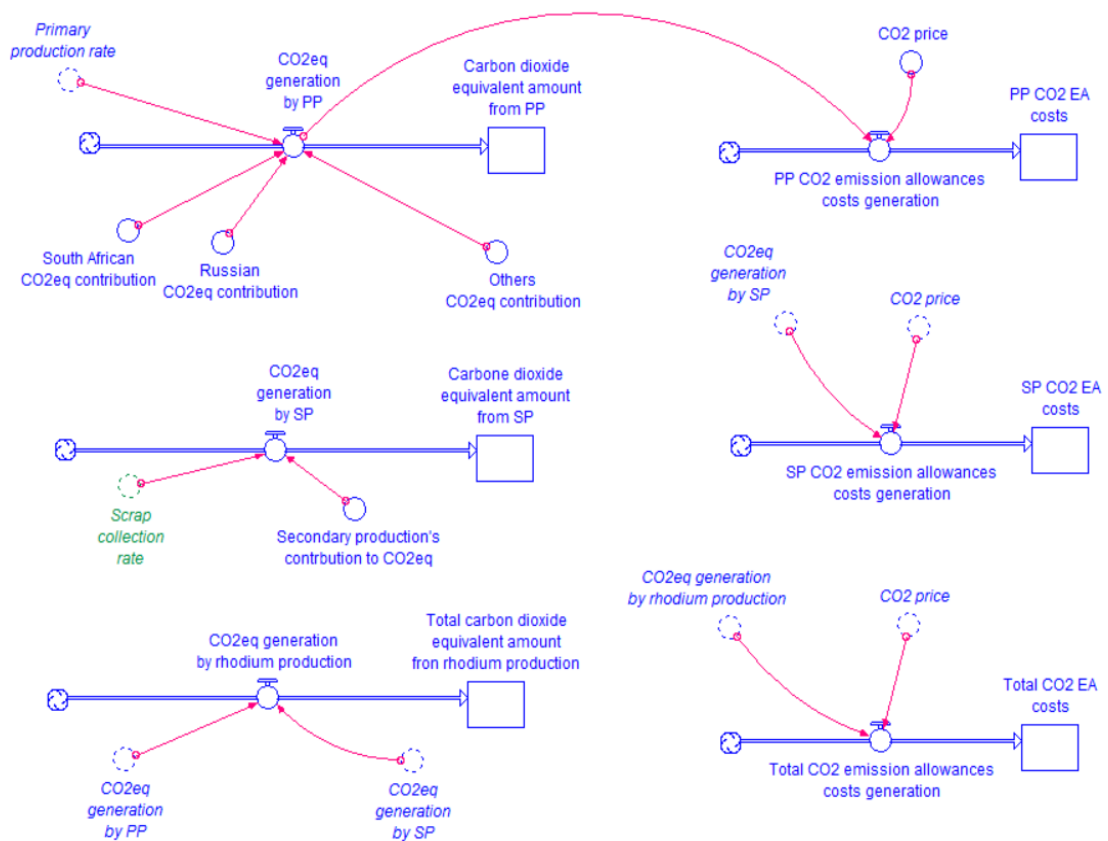 Primary
production rate
CO2eq
generation
by PP
Carbon dioxide
equivalent amount
from PP
South African
CO2eq contribution
Russian
CO2eq contribution
Others
CO2eq contribution
CO2 price
PP CO2 EA
costs
PP CO2 emission allowances
costs generation
CO2eq
generation
by SP
Carbone dioxide
equivalent amount
from SP
Scrap
collection
rate
Secondary production's
contrbution to CO2eq
CO2eq
generation
by SP
CO2 price
SP CO2 EA
costs
SP CO2 emission allowances
costs generation
CO2eq generation
by rhodium production
Total carbon dioxide
equivalent amount
fron rhodium production
CO2eq
generation
by PP
CO2eq
generation
by SP
CO2eq generation
by rhodium production
CO2 price
Total CO2 EA
costs
Total CO2 emission allowances
costs generation